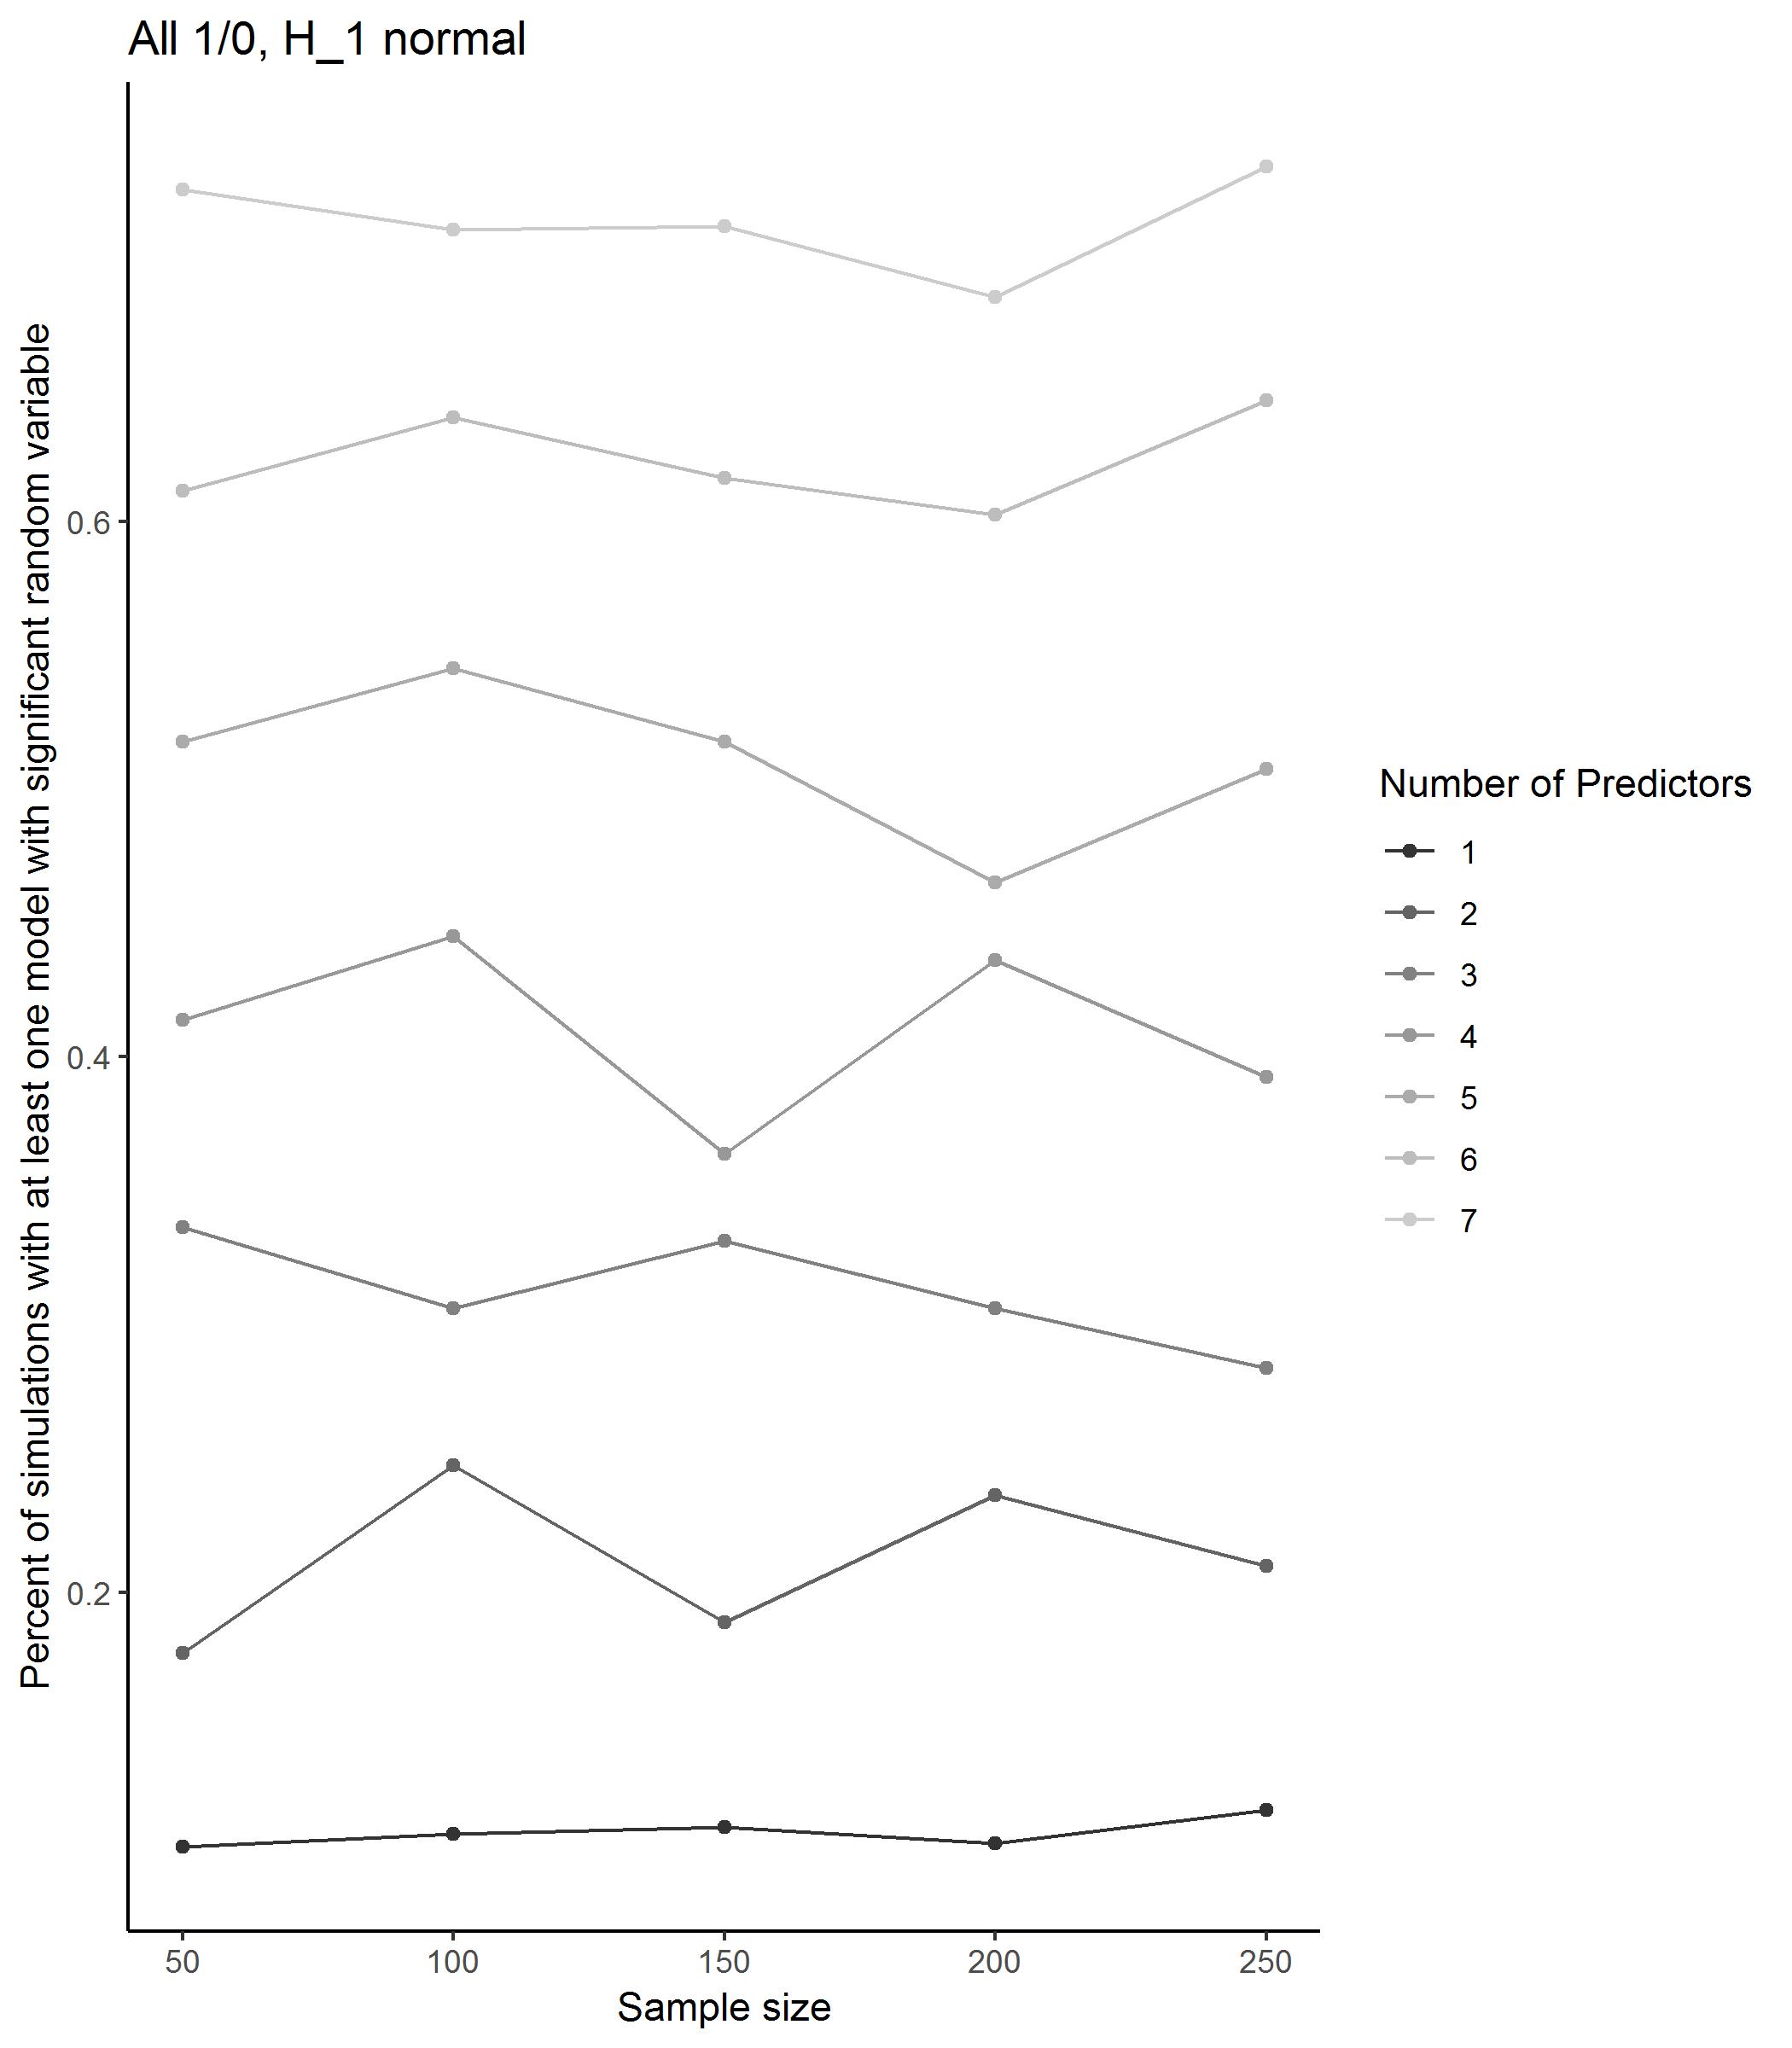 All 1/0, H_1 normal
Percent of simulations with at least one model with significant random variable
0.6
0.4
0.2
50 100 150 200 250
Sample size
Number of Predictors
1
2
3
4
5
6
7